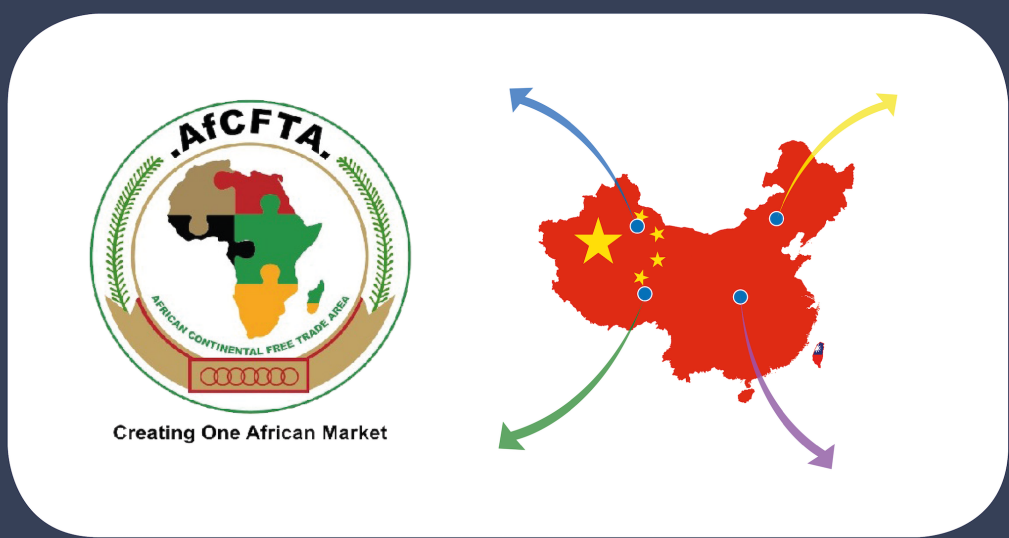 .AfCFTA.
AFRICAN CONTINENTAL FREE TRADE AREA
Creating One African Market